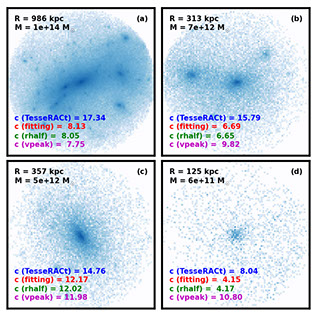 R = 986 kpc (a)
M = 1e+14 M
c (TesseRACt) = 17.34
c (fitting) = 8.13
c (rhalf) = 8.05
c (vpeak) = 7.75
R = 313 kpc (b)
M = 7e+12 M
c (TesseRACt) = 15.79
c (fitting) = 6.69
c (rhalf) = 6.65
c (vpeak) = 9.82
R = 357 kpc (c)
M = 5e+12 M
c (TesseRACt) = 14.76
c (fitting) = 12.17
c (rhalf) = 12.02
c (vpeak) = 11.98
R = 125 kpc (d)
M = 6e+11 M
c (TesseRACt) = 8.04
c (fitting) = 4.15
c (rhalf) = 4.17
c (vpeak) = 10.80